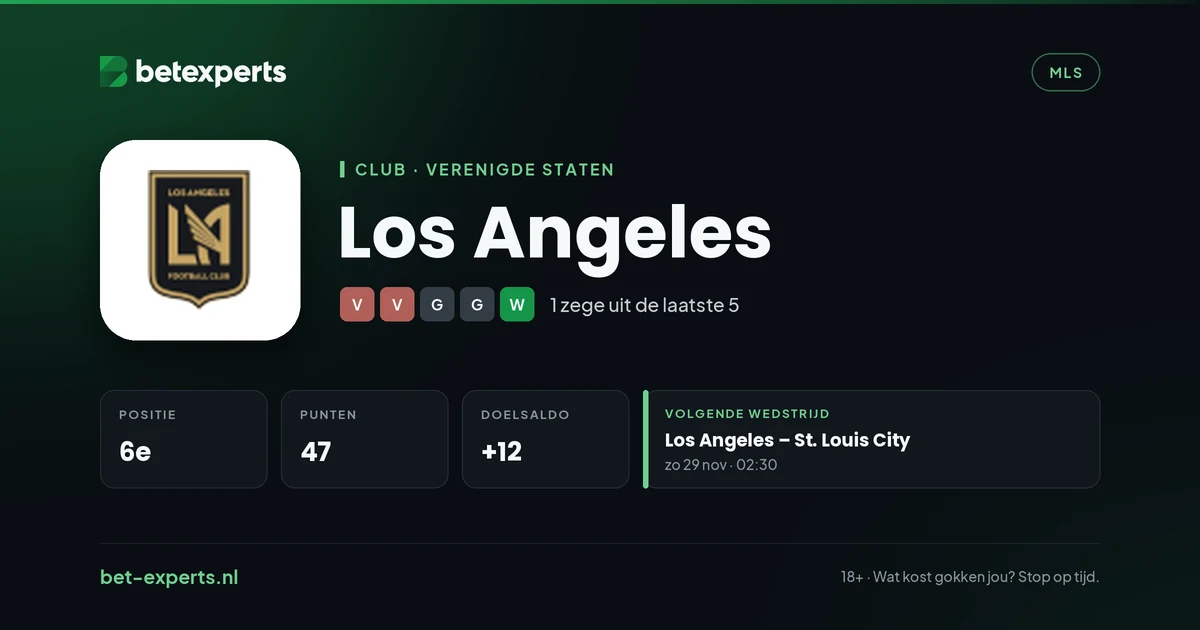 betexperts
MLS
LOS ANGELES
LA
FOOTBALL CLUB
CLUB · VERENIGDE STATEN
Los Angeles
V V G G W 1 zege uit de laatste 5
POSITIE
6e
PUNTEN
47
DOELSALDO
+12
VOLGENDE WEDSTRIJD
Los Angeles – St. Louis City
zo 29 nov · 02:30
bet-experts.nl
18+ · Wat kost gokken jou? Stop op tijd.